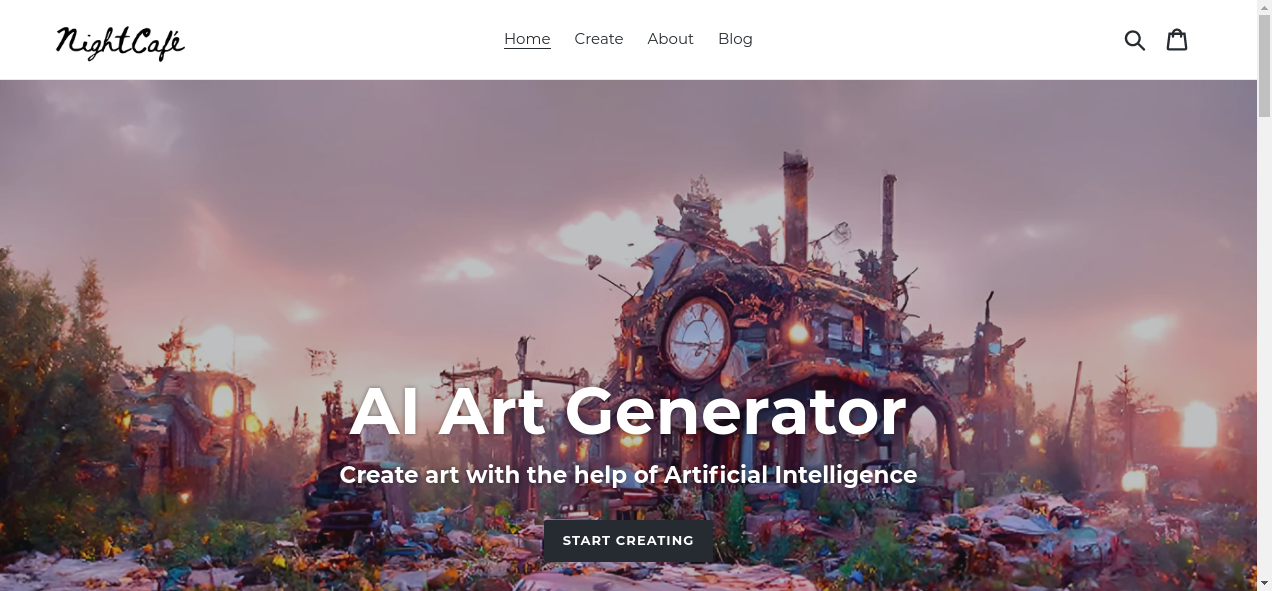 NightCafé
Home Create About Blog
AI Art Generator
Create art with the help of Artificial Intelligence
START CREATING